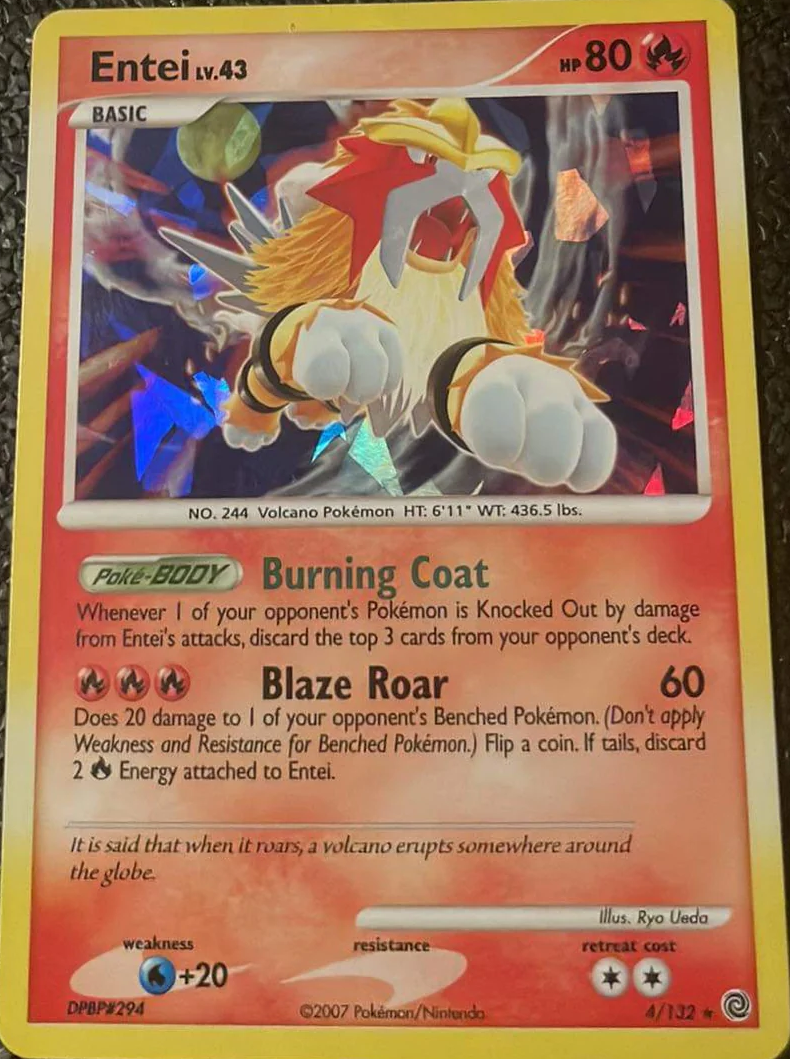 Entei LV.43
HP 80
BASIC
NO. 244 Volcano Pokémon HT: 6'11" WT: 436.5 lbs.
Poké-BODY Burning Coat
Whenever 1 of your opponent's Pokémon is Knocked Out by damage
from Entei's attacks, discard the top 3 cards from your opponent's deck.
Blaze Roar 60
Does 20 damage to 1 of your opponent's Benched Pokémon. (Don't apply
Weakness and Resistance for Benched Pokémon.) Flip a coin. If tails, discard
2 Energy attached to Entei.
It is said that when it roars, a volcano erupts somewhere around
the globe.
Illus. Ryo Ueda
weakness resistance retreat cost
+20
DPBP#294 ©2007 Pokémon/Nintendo 4/132 ★